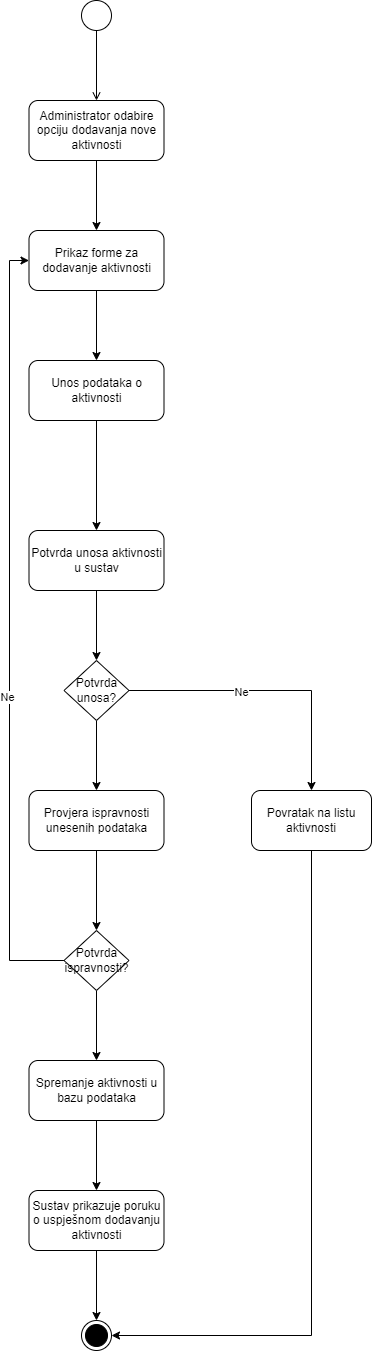 Administrator odabire
opciju dodavanja nove
aktivnosti
Prikaz forme za
dodavanje aktivnosti
Unos podataka o
aktivnosti
Potvrda unosa aktivnosti
u sustav
Potvrda
unosa?
Ne
Ne
Provjera ispravnosti
unesenih podataka
Povratak na listu
aktivnosti
Potvrda
ispravnosti?
Spremanje aktivnosti u
bazu podataka
Sustav prikazuje poruku
o uspješnom dodavanju
aktivnosti